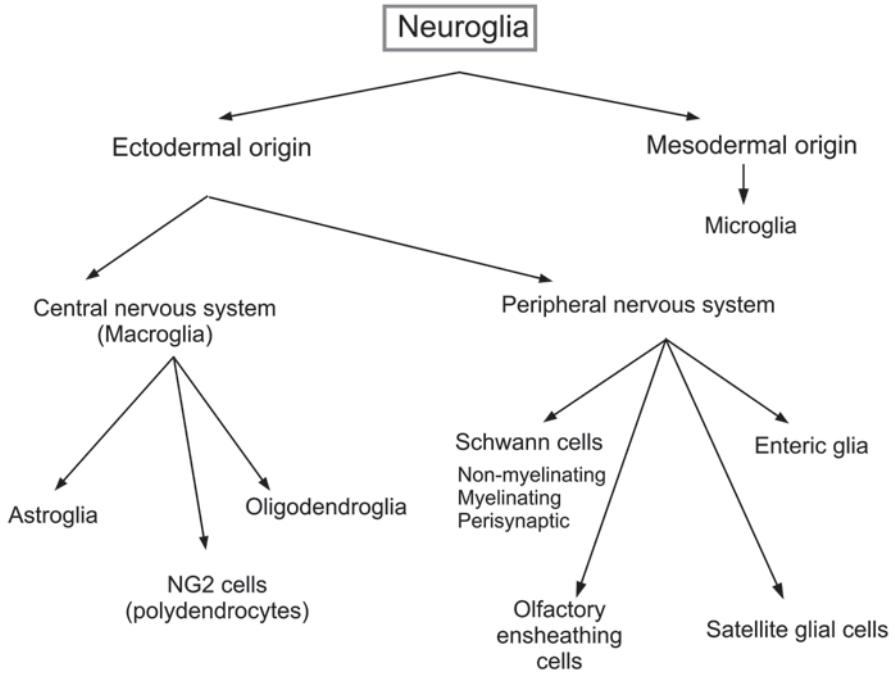 Neuroglia
Ectodermal origin
Mesodermal origin
Microglia
Central nervous system
(Macroglia)
Peripheral nervous system
Astroglia
NG2 cells
(polydendrocytes)
Oligodendroglia
Schwann cells
Non-myelinating
Myelinating
Perisynaptic
Olfactory
ensheathing
cells
Satellite glial cells
Enteric glia